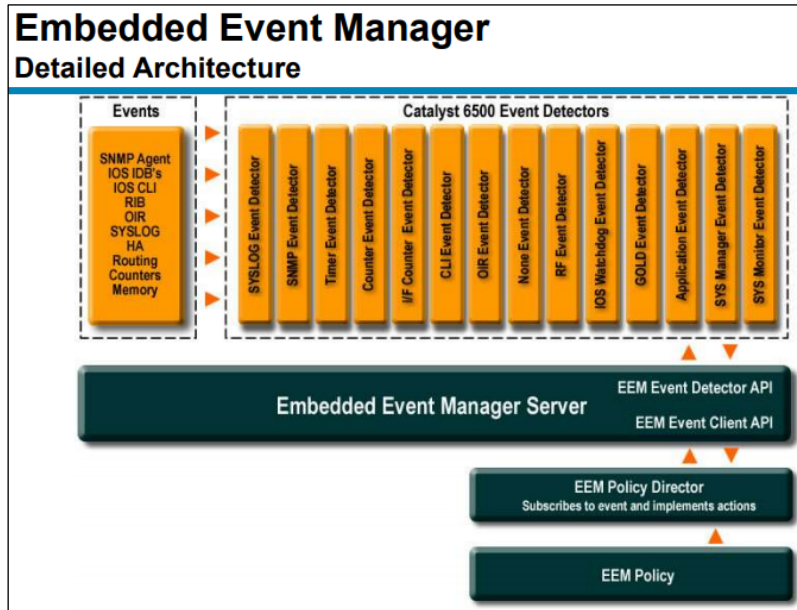 Embedded Event Manager
Detailed Architecture
Events
SNMP Agent
IOS IDB's
IOS CLI
RIB
OIR
SYSLOG
HA
Routing
Counters
Memory
Catalyst 6500 Event Detectors
SYSLOG Event Detector
SNMP Event Detector
Timer Event Detector
Counter Event Detector
I/F Counter Event Detector
CLI Event Detector
OIR Event Detector
None Event Detector
RF Event Detector
IOS Watchdog Event Detector
GOLD Event Detector
Application Event Detector
SYS Manager Event Detector
SYS Monitor Event Detector
Embedded Event Manager Server
EEM Event Detector API
EEM Event Client API
EEM Policy Director
Subscribes to event and implements actions
EEM Policy